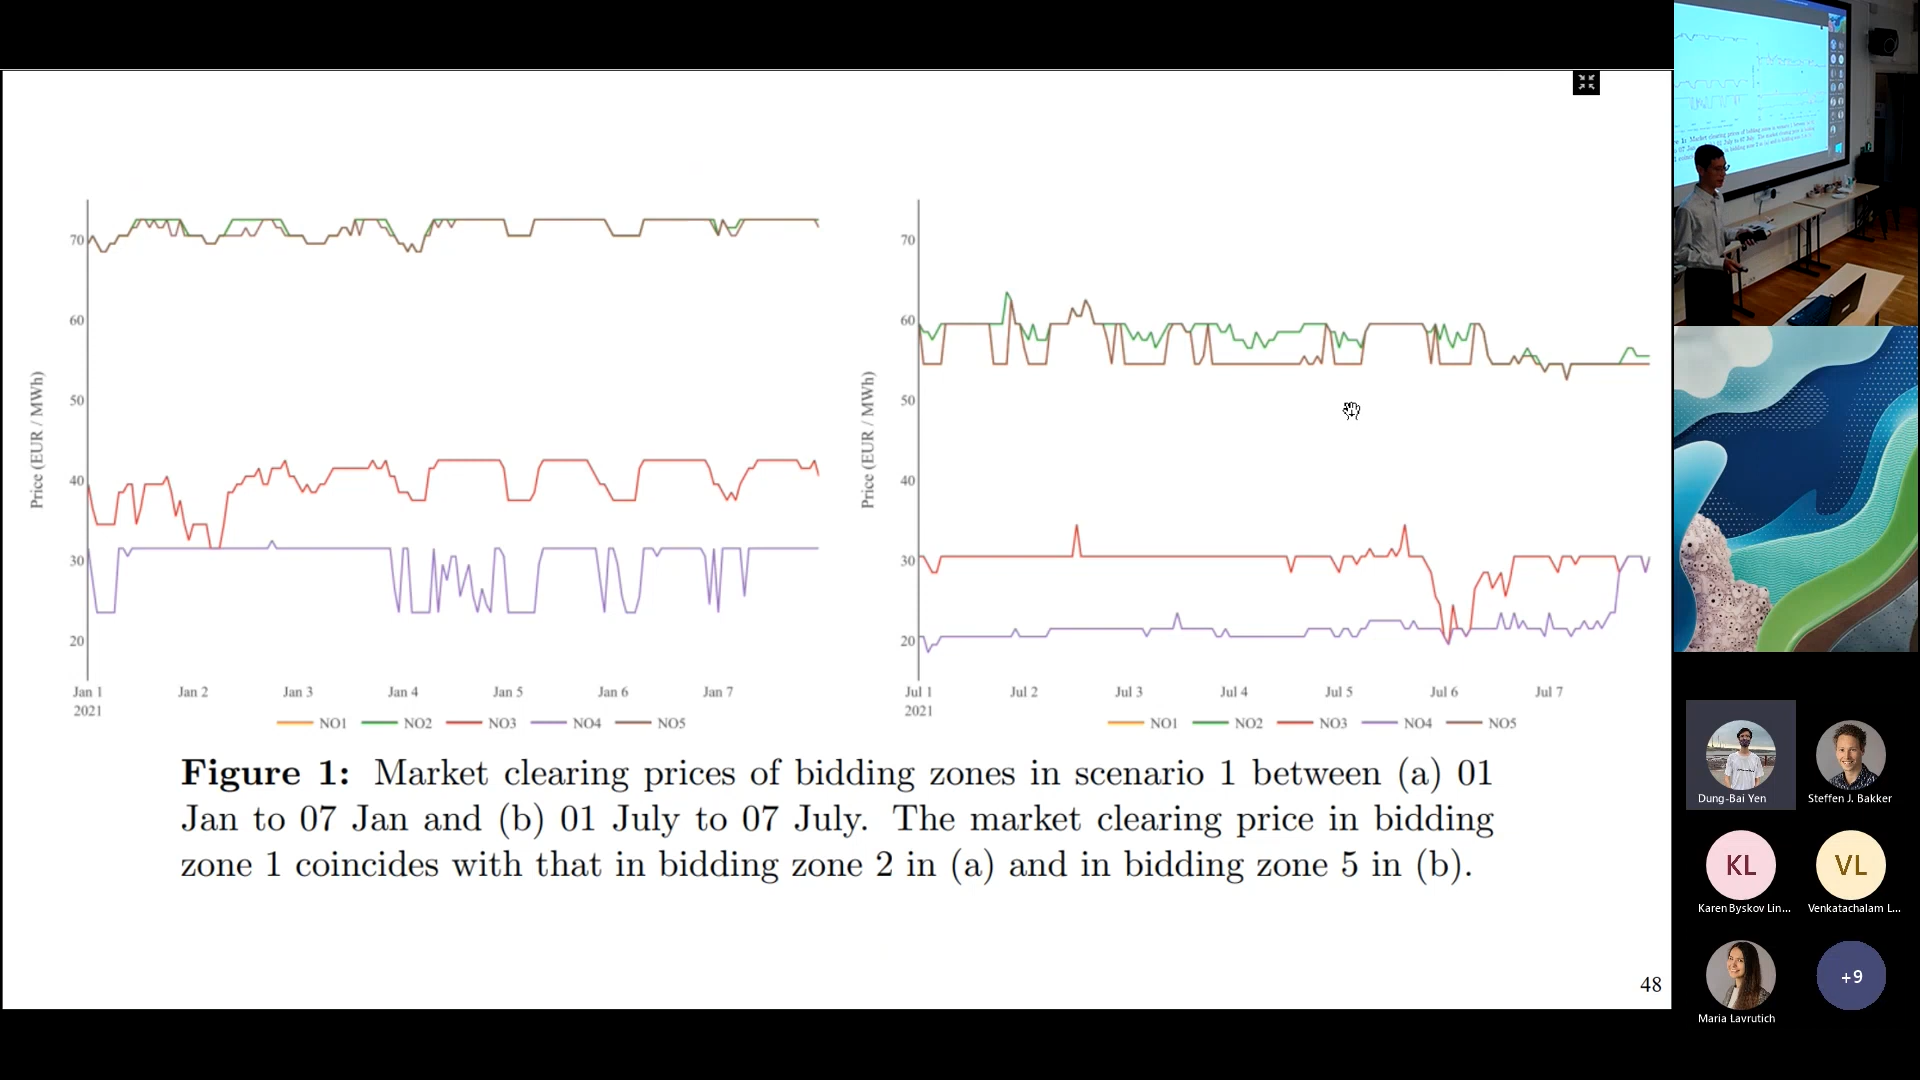 70
60
50
40
30
20
Price (EUR / MWh)
Jan 1 Jan 2 Jan 3 Jan 4 Jan 5 Jan 6 Jan 7
2021
NO1 NO2 NO3 NO4 NO5
70
60
50
40
30
20
Price (EUR / MWh)
Jul 1 Jul 2 Jul 3 Jul 4 Jul 5 Jul 6 Jul 7
2021
NO1 NO2 NO3 NO4 NO5
Figure 1: Market clearing prices of bidding zones in scenario 1 between (a) 01
Jan to 07 Jan and (b) 01 July to 07 July. The market clearing price in bidding
zone 1 coincides with that in bidding zone 2 in (a) and in bidding zone 5 in (b).
48
Dung-Bai Yen
Steffen J. Bakker
KL
Karen Byskov Lin...
VL
Venkatachalam L...
Maria Lavrutich
+9